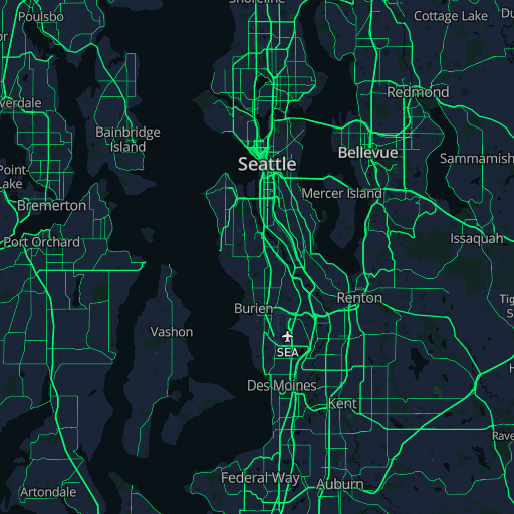 Shoreline
Poulsbo
Cottage Lake
Redmond
Bainbridge
Island
Seattle
Bellevue
Sammamish
Point
Lake
Mercer Island
Bremerton
Port Orchard
Issaquah
Renton
Burien
Vashon
SEA
Des Moines
Kent
Federal Way
Auburn
Artondale